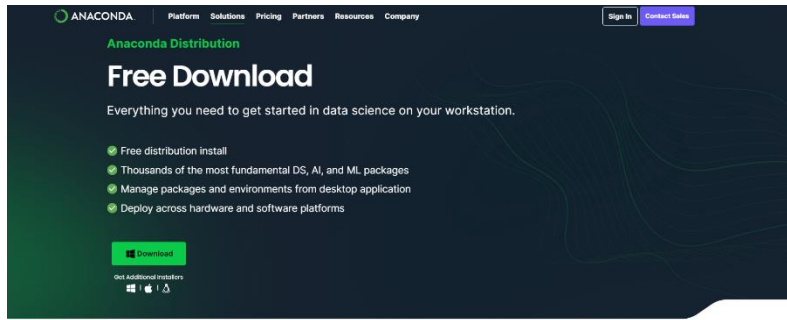 ANACONDA. Platform Solutions Pricing Partners Resources Company Sign In Contact Sales
Anaconda Distribution
Free Download
Everything you need to get started in data science on your workstation.
Free distribution install
Thousands of the most fundamental DS, AI, and ML packages
Manage packages and environments from desktop application
Deploy across hardware and software platforms
Download
Get Additional Installers